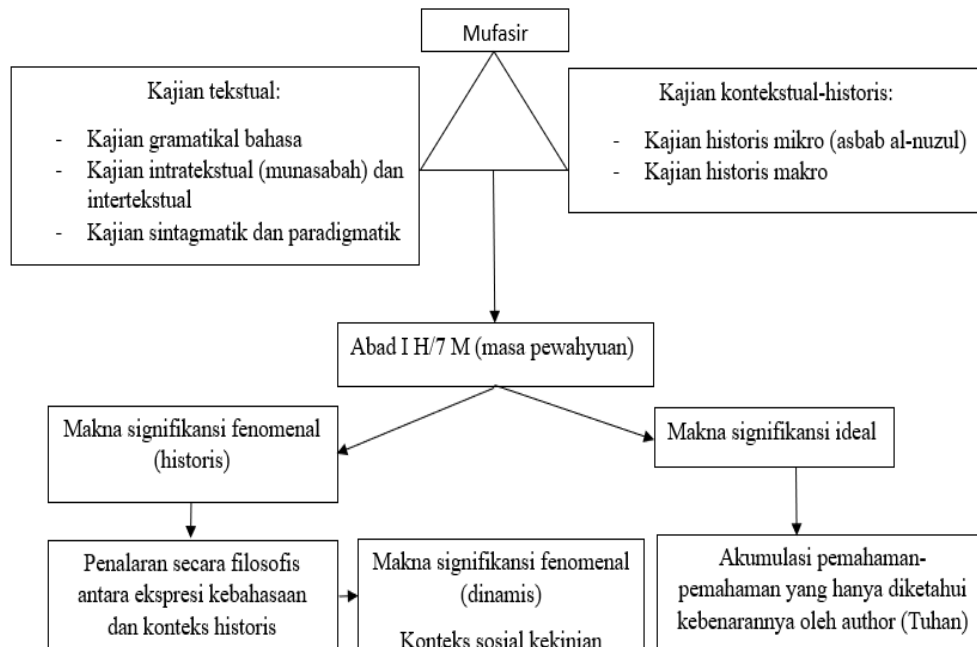 Mufasir
Kajian tekstual:
- Kajian gramatikal bahasa
- Kajian intratekstual (munasabah) dan
intertekstual
- Kajian sintagmatik dan paradigmatik
Kajian kontekstual-historis:
- Kajian historis mikro (asbab al-nuzul)
- Kajian historis makro
Abad I H/7 M (masa pewahyuan)
Makna signifikansi fenomenal
(historis)
Makna signifikansi ideal
Penalaran secara filosofis
antara ekspresi kebahasaan
dan konteks historis
Makna signifikansi fenomenal
(dinamis)
Konteks sosial kekinian
Akumulasi pemahaman-
pemahaman yang hanya diketahui
kebenarannya oleh author (Tuhan)